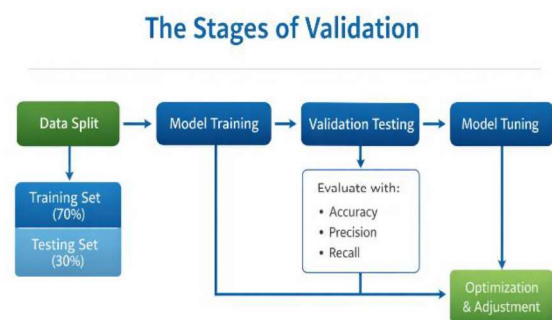 The Stages of Validation
Data Split
Model Training
Validation Testing
Model Tuning
Training Set
(70%)
Testing Set
(30%)
Evaluate with:
• Accuracy
• Precision
• Recall
Optimization
& Adjustment